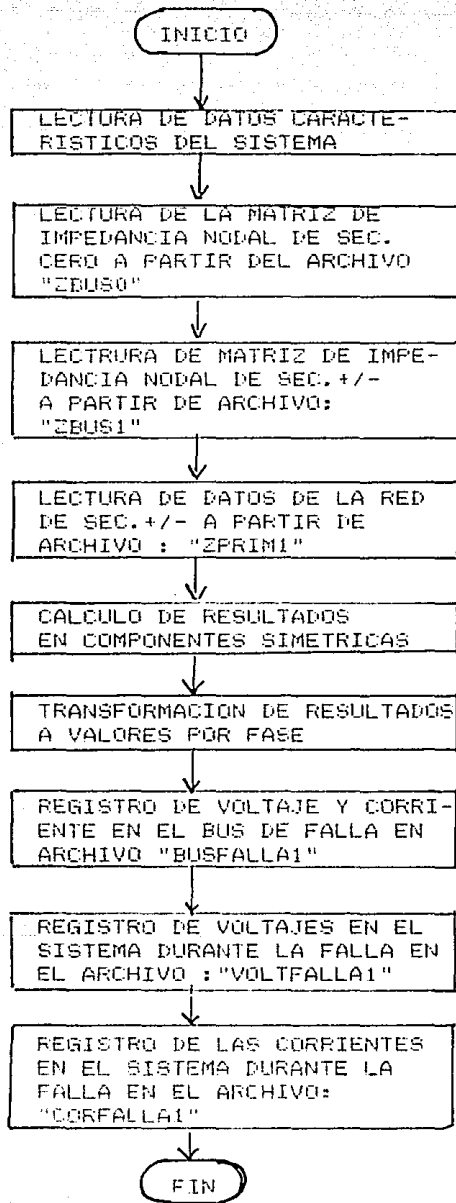 INICIO
LECTURA DE DATOS CARACTE-
RISTICOS DEL SISTEMA
LECTURA DE LA MATRIZ DE
IMPEDANCIA NODAL DE SEC.
CERO A PARTIR DEL ARCHIVO
"ZBUS0"
LECTRURA DE MATRIZ DE IMPE-
DANCIA NODAL DE SEC.+/-
A PARTIR DE ARCHIVO:
"ZBUS1"
LECTURA DE DATOS DE LA RED
DE SEC.+/- A PARTIR DE
ARCHIVO : "ZPRIM1"
CALCULO DE RESULTADOS
EN COMPONENTES SIMETRICAS
TRANSFORMACION DE RESULTADOS
A VALORES POR FASE
REGISTRO DE VOLTAJE Y CORRI-
ENTE EN EL BUS DE FALLA EN
ARCHIVO "BUSFALLA1"
REGISTRO DE VOLTAJES EN EL
SISTEMA DURANTE LA FALLA EN
EL ARCHIVO :"VOLTFALLA1"
REGISTRO DE LAS CORRIENTES
EN EL SISTEMA DURANTE LA
FALLA EN EL ARCHIVO:
"CORFALLA1"
FIN